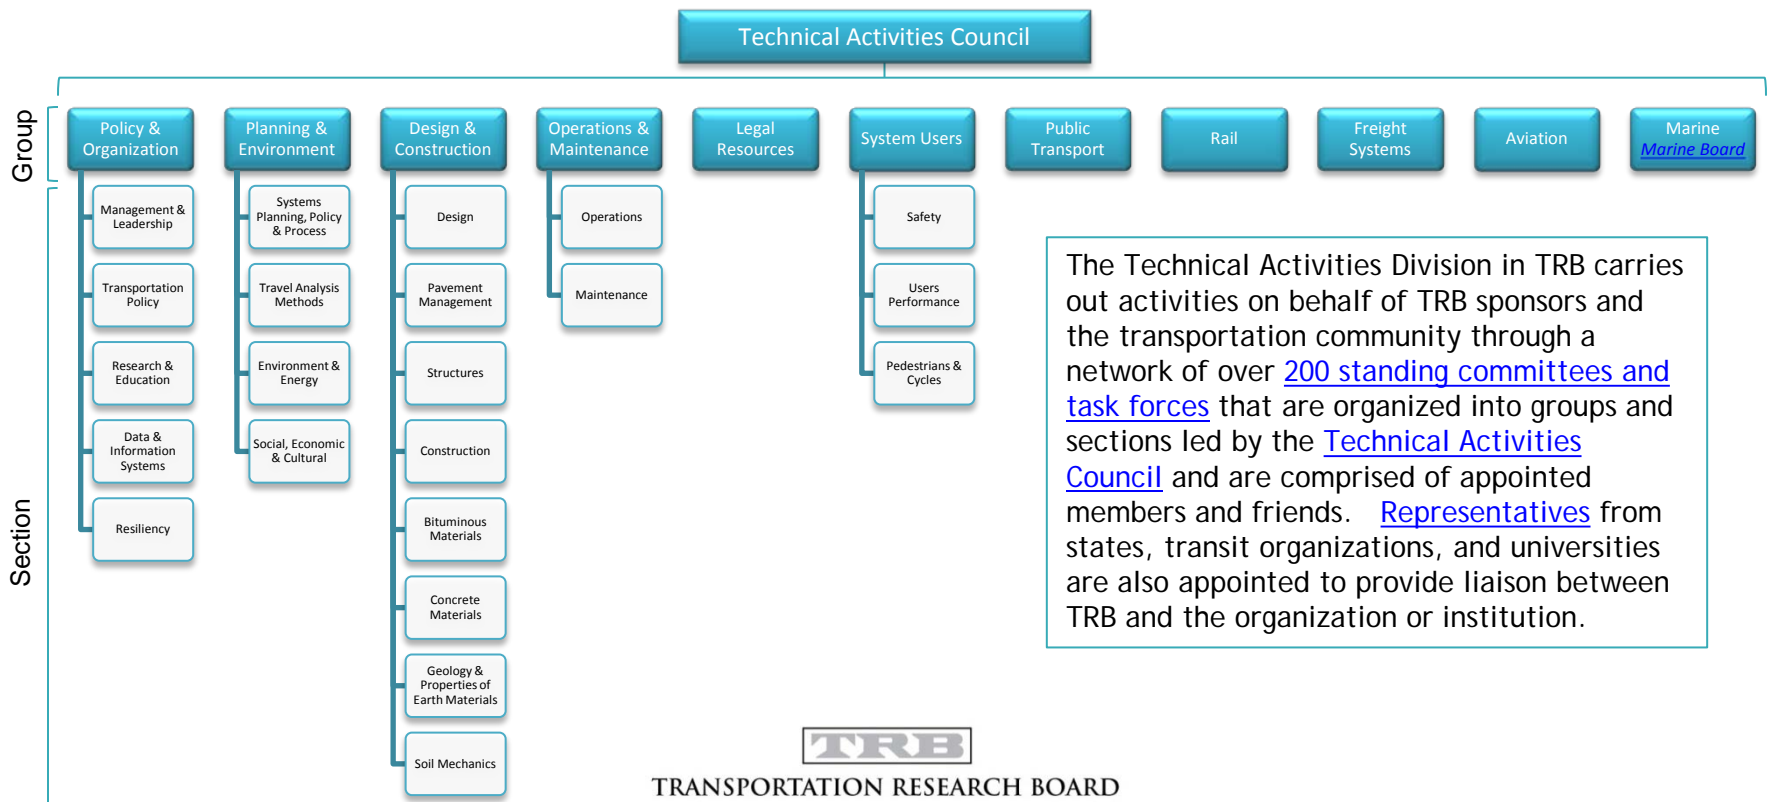 Technical Activities Council
Group
Policy &
Organization
Planning &
Environment
Design &
Construction
Operations &
Maintenance
Legal
Resources
System Users
Public
Transport
Rail
Freight
Systems
Aviation
Marine
Marine Board
Section
Management &
Leadership
Transportation
Policy
Research &
Education
Data &
Information
Systems
Resiliency
Systems
Planning, Policy
& Process
Travel Analysis
Methods
Environment &
Energy
Social, Economic
& Cultural
Design
Pavement
Management
Structures
Construction
Bituminous
Materials
Concrete
Materials
Geology &
Properties of
Earth Materials
Soil Mechanics
Operations
Maintenance
Safety
Users
Performance
Pedestrians &
Cycles
The Technical Activities Division in TRB carries
out activities on behalf of TRB sponsors and
the transportation community through a
network of over 200 standing committees and
task forces that are organized into groups and
sections led by the Technical Activities
Council and are comprised of appointed
members and friends. Representatives from
states, transit organizations, and universities
are also appointed to provide liaison between
TRB and the organization or institution.
TRB
TRANSPORTATION RESEARCH BOARD